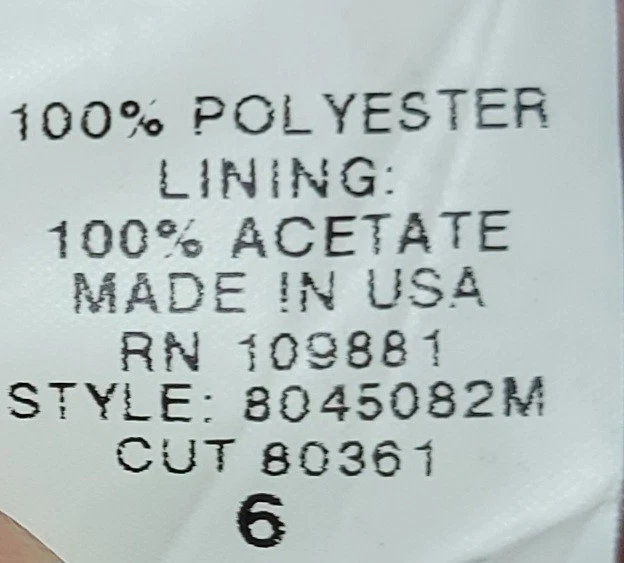 100% POLYESTER
LINING:
100% ACETATE
MADE IN USA
RN 109881
STYLE: 8045082M
CUT 80361
6